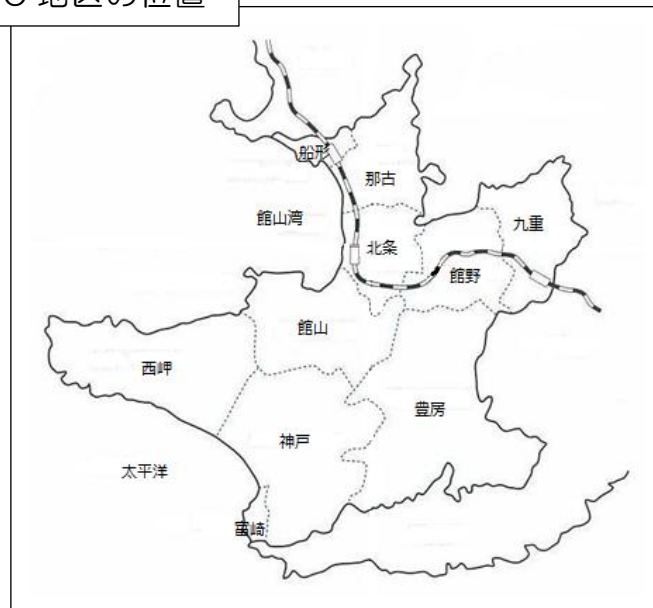 地区の位置
船形
那古
九重
館山湾
北条
館野
館山
西岬
豊房
神戸
太平洋
富崎